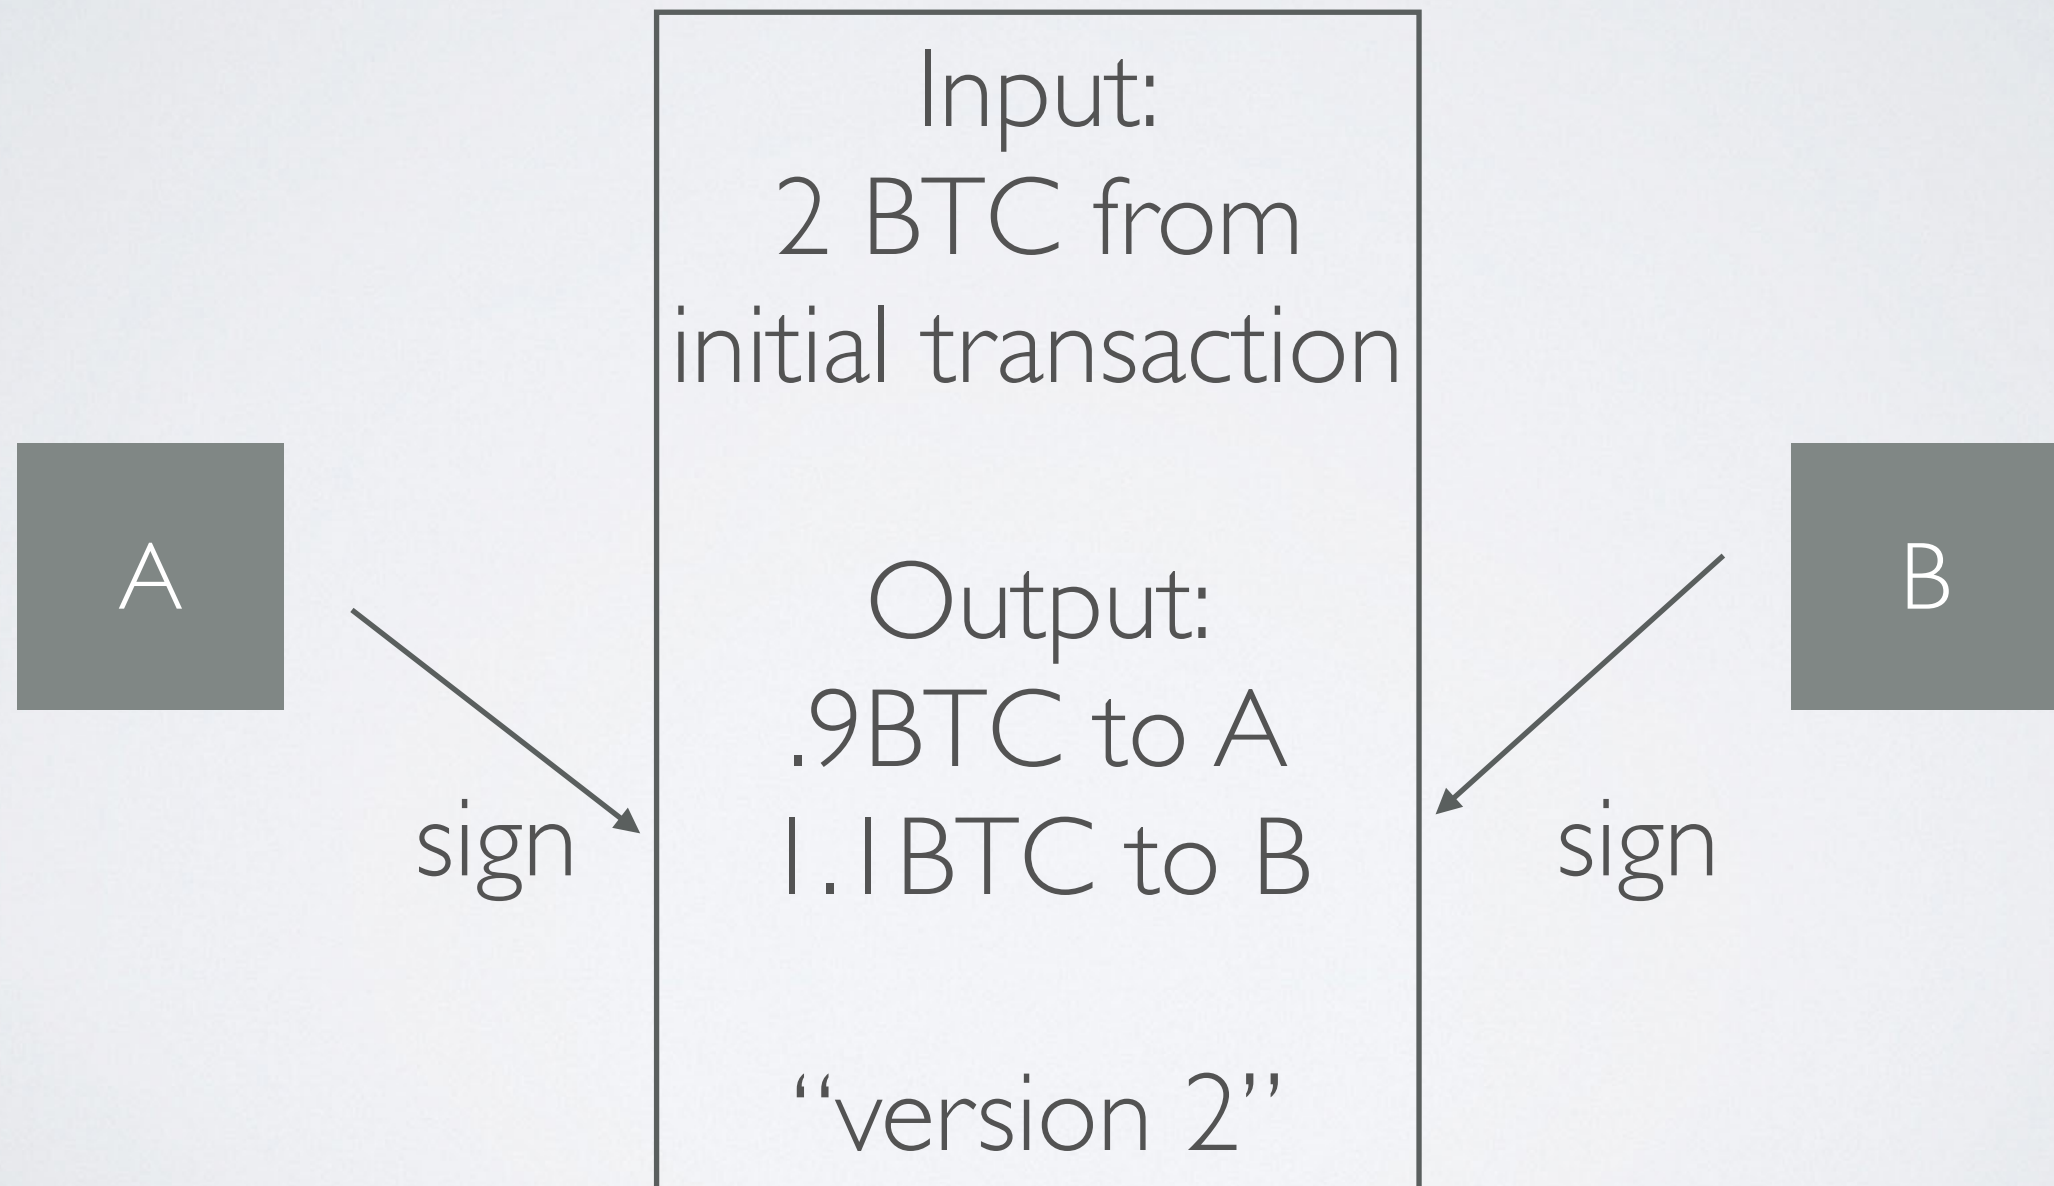 Input:
2 BTC from
initial transaction
A
B
Output:
.9BTC to A
1.1BTC to B
sign
sign
“version 2”